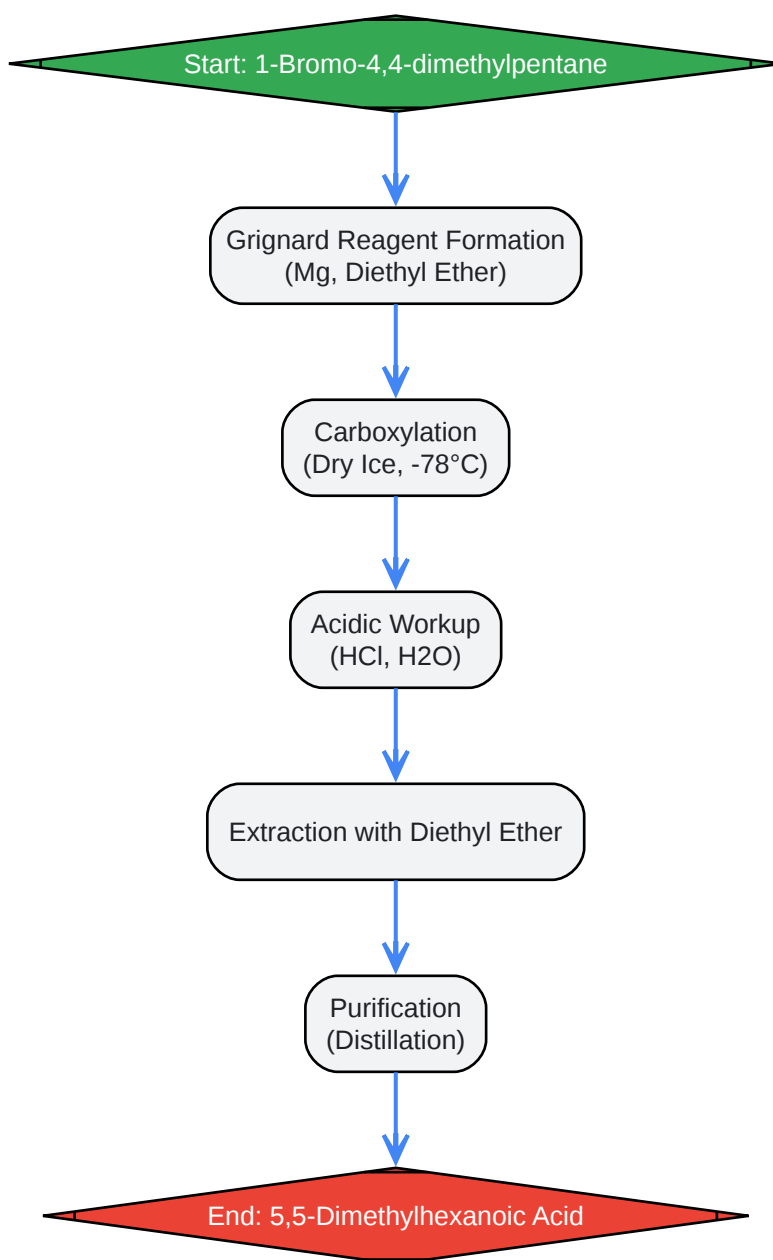 Start: 1-Bromo-4,4-dimethylpentane
Grignard Reagent Formation
(Mg, Diethyl Ether)
Carboxylation
(Dry Ice, -78°C)
Acidic Workup
(HCl, H2O)
Extraction with Diethyl Ether
Purification
(Distillation)
End: 5,5-Dimethylhexanoic Acid